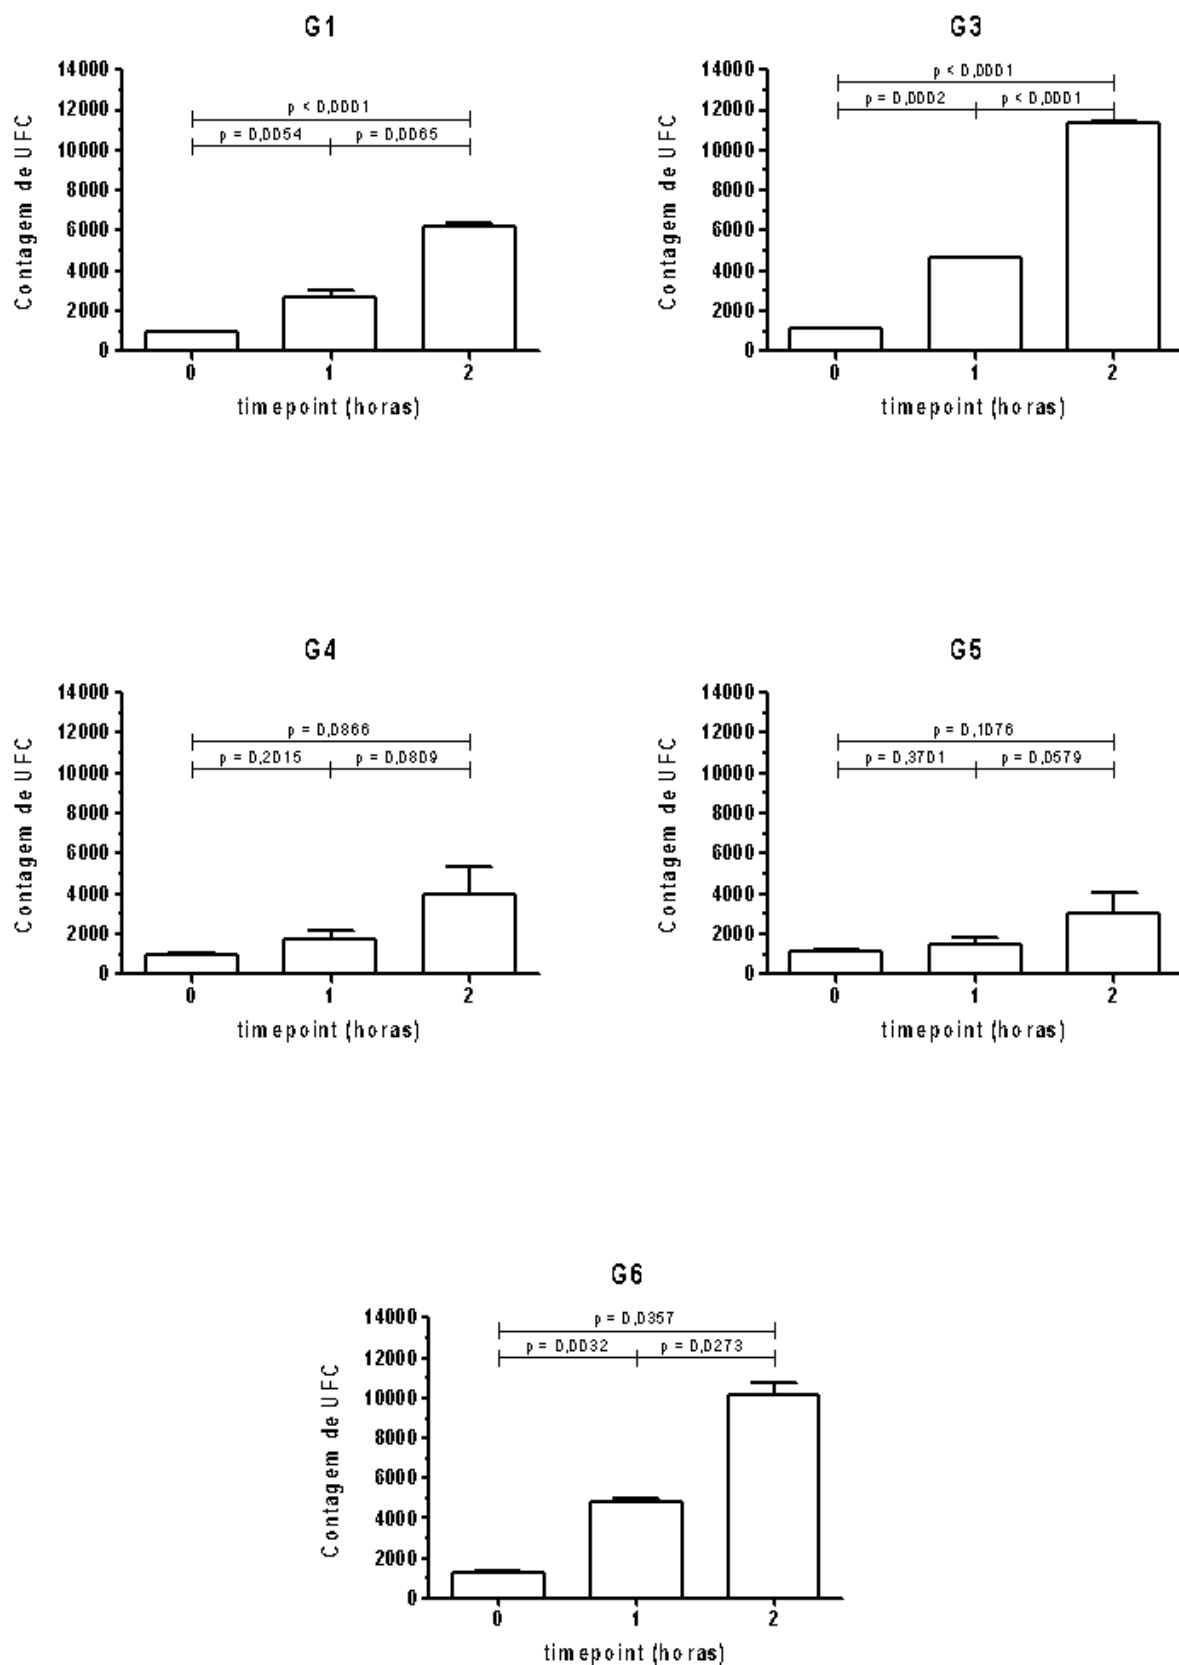 G1
Contagem de UFC
14000
12000
10000
8000
6000
4000
2000
0
p < 0,0001
p = 0,0054
p = 0,0065
0
1
2
timepoint (horas)
G3
Contagem de UFC
14000
12000
10000
8000
6000
4000
2000
0
p < 0,0001
p = 0,0002
p < 0,0001
0
1
2
timepoint (horas)
G4
Contagem de UFC
14000
12000
10000
8000
6000
4000
2000
0
p = 0,0866
p = 0,2015
p = 0,0809
0
1
2
timepoint (horas)
G5
Contagem de UFC
14000
12000
10000
8000
6000
4000
2000
0
p = 0,1076
p = 0,3701
p = 0,0579
0
1
2
timepoint (horas)
G6
Contagem de UFC
14000
12000
10000
8000
6000
4000
2000
0
p = 0,0357
p = 0,0032
p = 0,0273
0
1
2
timepoint (horas)